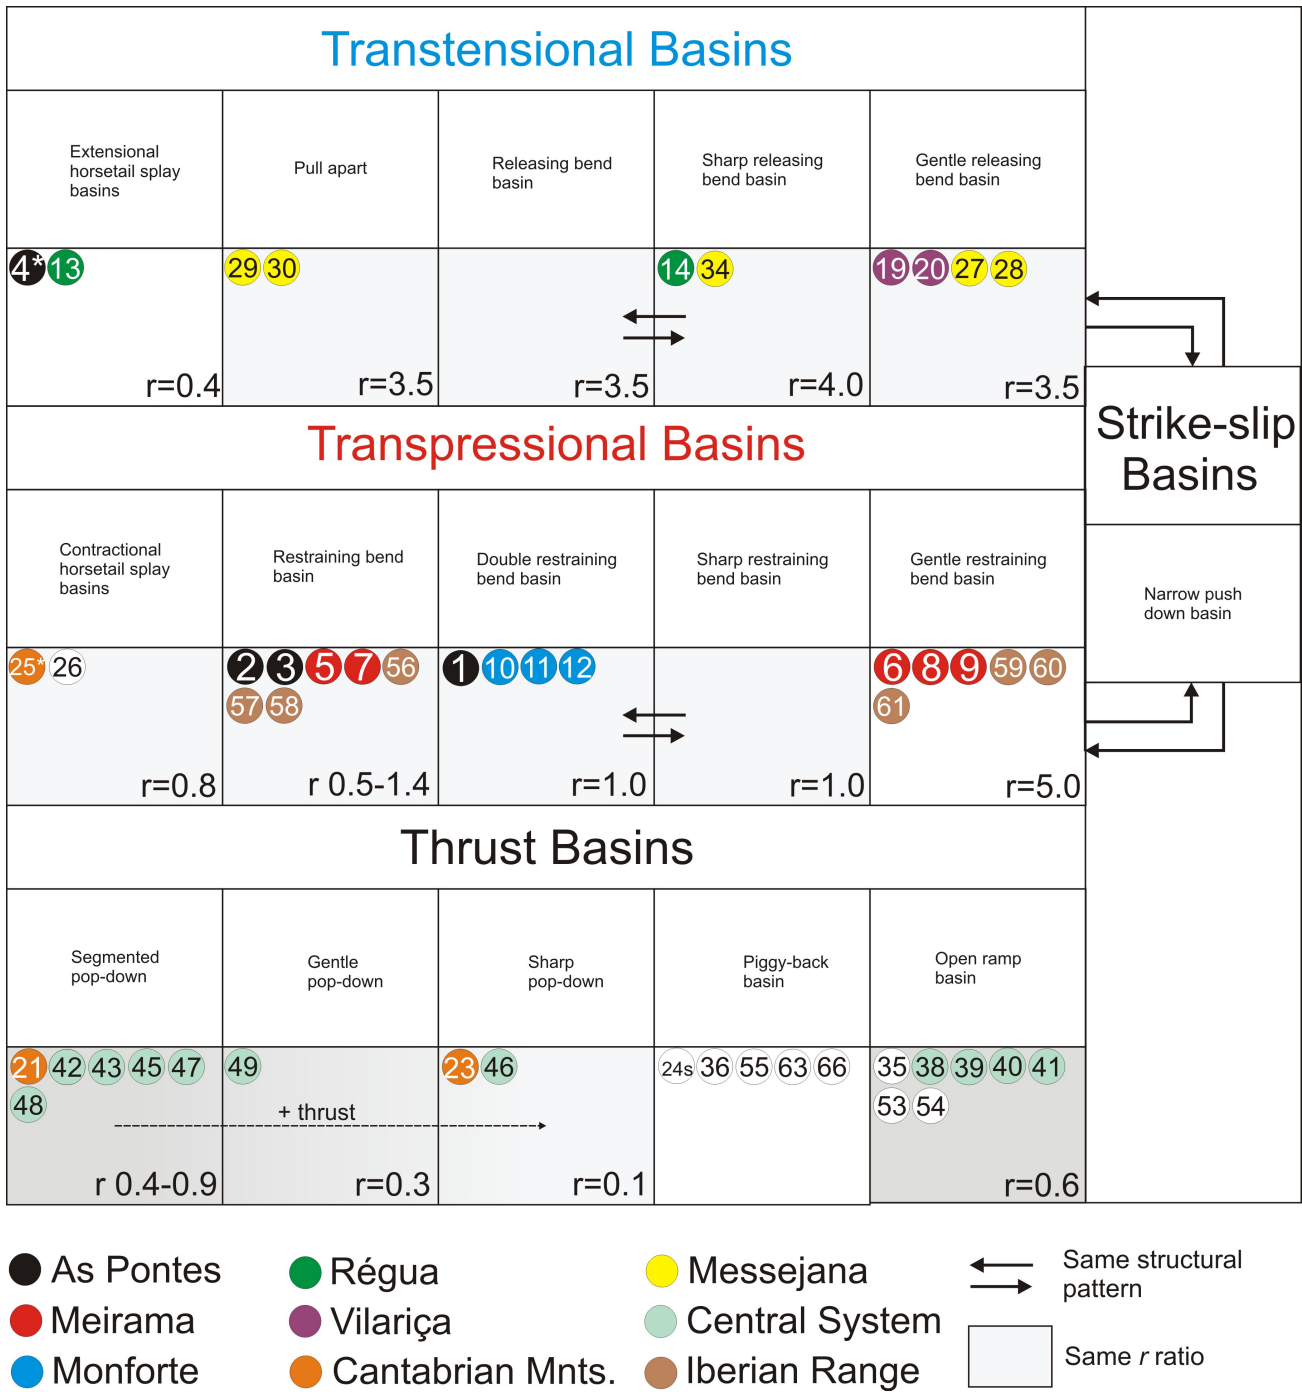 Transtensional Basins
Extensional
horsetail splay
basins
Pull apart
Releasing bend
basin
Sharp releasing
bend basin
Gentle releasing
bend basin
4* 13
29 30
14 34
19 20 27 28
r=0.4
r=3.5
r=3.5
r=4.0
r=3.5
Transpressional Basins
Strike-slip
Basins
Contractional
horsetail splay
basins
Restraining bend
basin
Double restraining
bend basin
Sharp restraining
bend basin
Gentle restraining
bend basin
Narrow push
down basin
25* 26
2 3 5 7 56
57 58
1 10 11 12
6 8 9 59 60
61
r=0.8
r 0.5-1.4
r=1.0
r=1.0
r=5.0
Thrust Basins
Segmented
pop-down
Gentle
pop-down
Sharp
pop-down
Piggy-back
basin
Open ramp
basin
21 42 43 45 47
48
49
23 46
24s 36 55 63 66
35 38 39 40 41
53 54
+ thrust
r 0.4-0.9
r=0.3
r=0.1
r=0.6
As Pontes
Meirama
Monforte
Régua
Vilariça
Cantabrian Mnts.
Messejana
Central System
Iberian Range
Same structural
pattern
Same r ratio